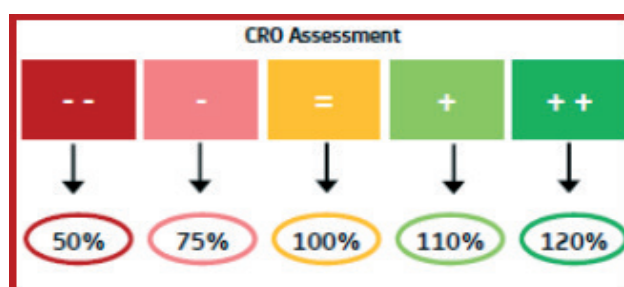 CRO Assessment
- - - = + + +
50% 75% 100% 110% 120%